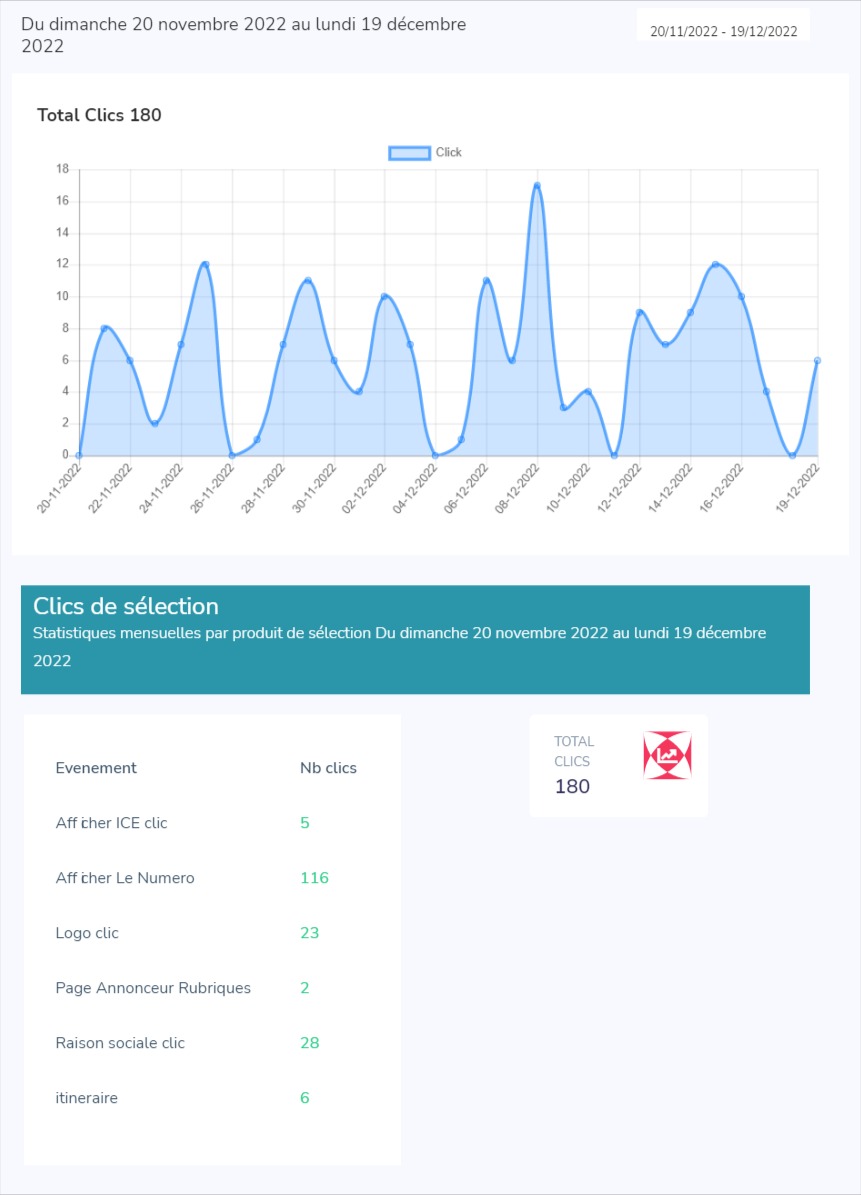 Du dimanche 20 novembre 2022 au lundi 19 décembre
2022
20/11/2022 - 19/12/2022
Total Clics 180
Click
18
16
14
12
10
8
6
4
2
0
20-11-2022
22-11-2022
24-11-2022
26-11-2022
28-11-2022
30-11-2022
02-12-2022
04-12-2022
06-12-2022
08-12-2022
10-12-2022
12-12-2022
14-12-2022
16-12-2022
19-12-2022
Clics de sélection
Statistiques mensuelles par produit de sélection Du dimanche 20 novembre 2022 au lundi 19 décembre
2022
TOTAL
CLICS
180
Evenement Nb clics
Afficher ICE clic 5
Afficher Le Numero 116
Logo clic 23
Page Annonceur Rubriques 2
Raison sociale clic 28
itineraire 6